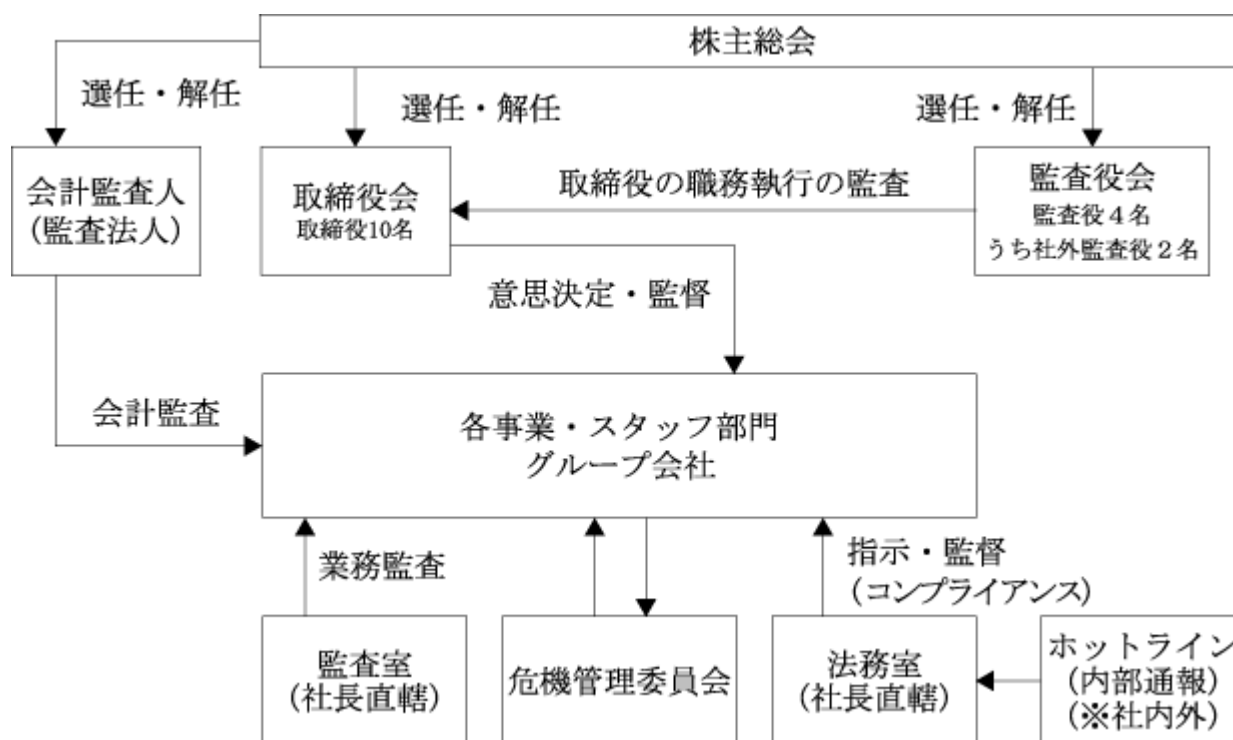 株主総会
選任・解任
選任・解任
選任・解任
会計監査人
(監査法人)
取締役会
取締役10名
取締役の職務執行の監査
監査役会
監査役4名
うち社外監査役2名
意思決定・監督
会計監査
各事業・スタッフ部門
グループ会社
業務監査
指示・監督
(コンプライアンス)
監査室
(社長直轄)
危機管理委員会
法務室
(社長直轄)
ホットライン
(内部通報)
(※社内外)